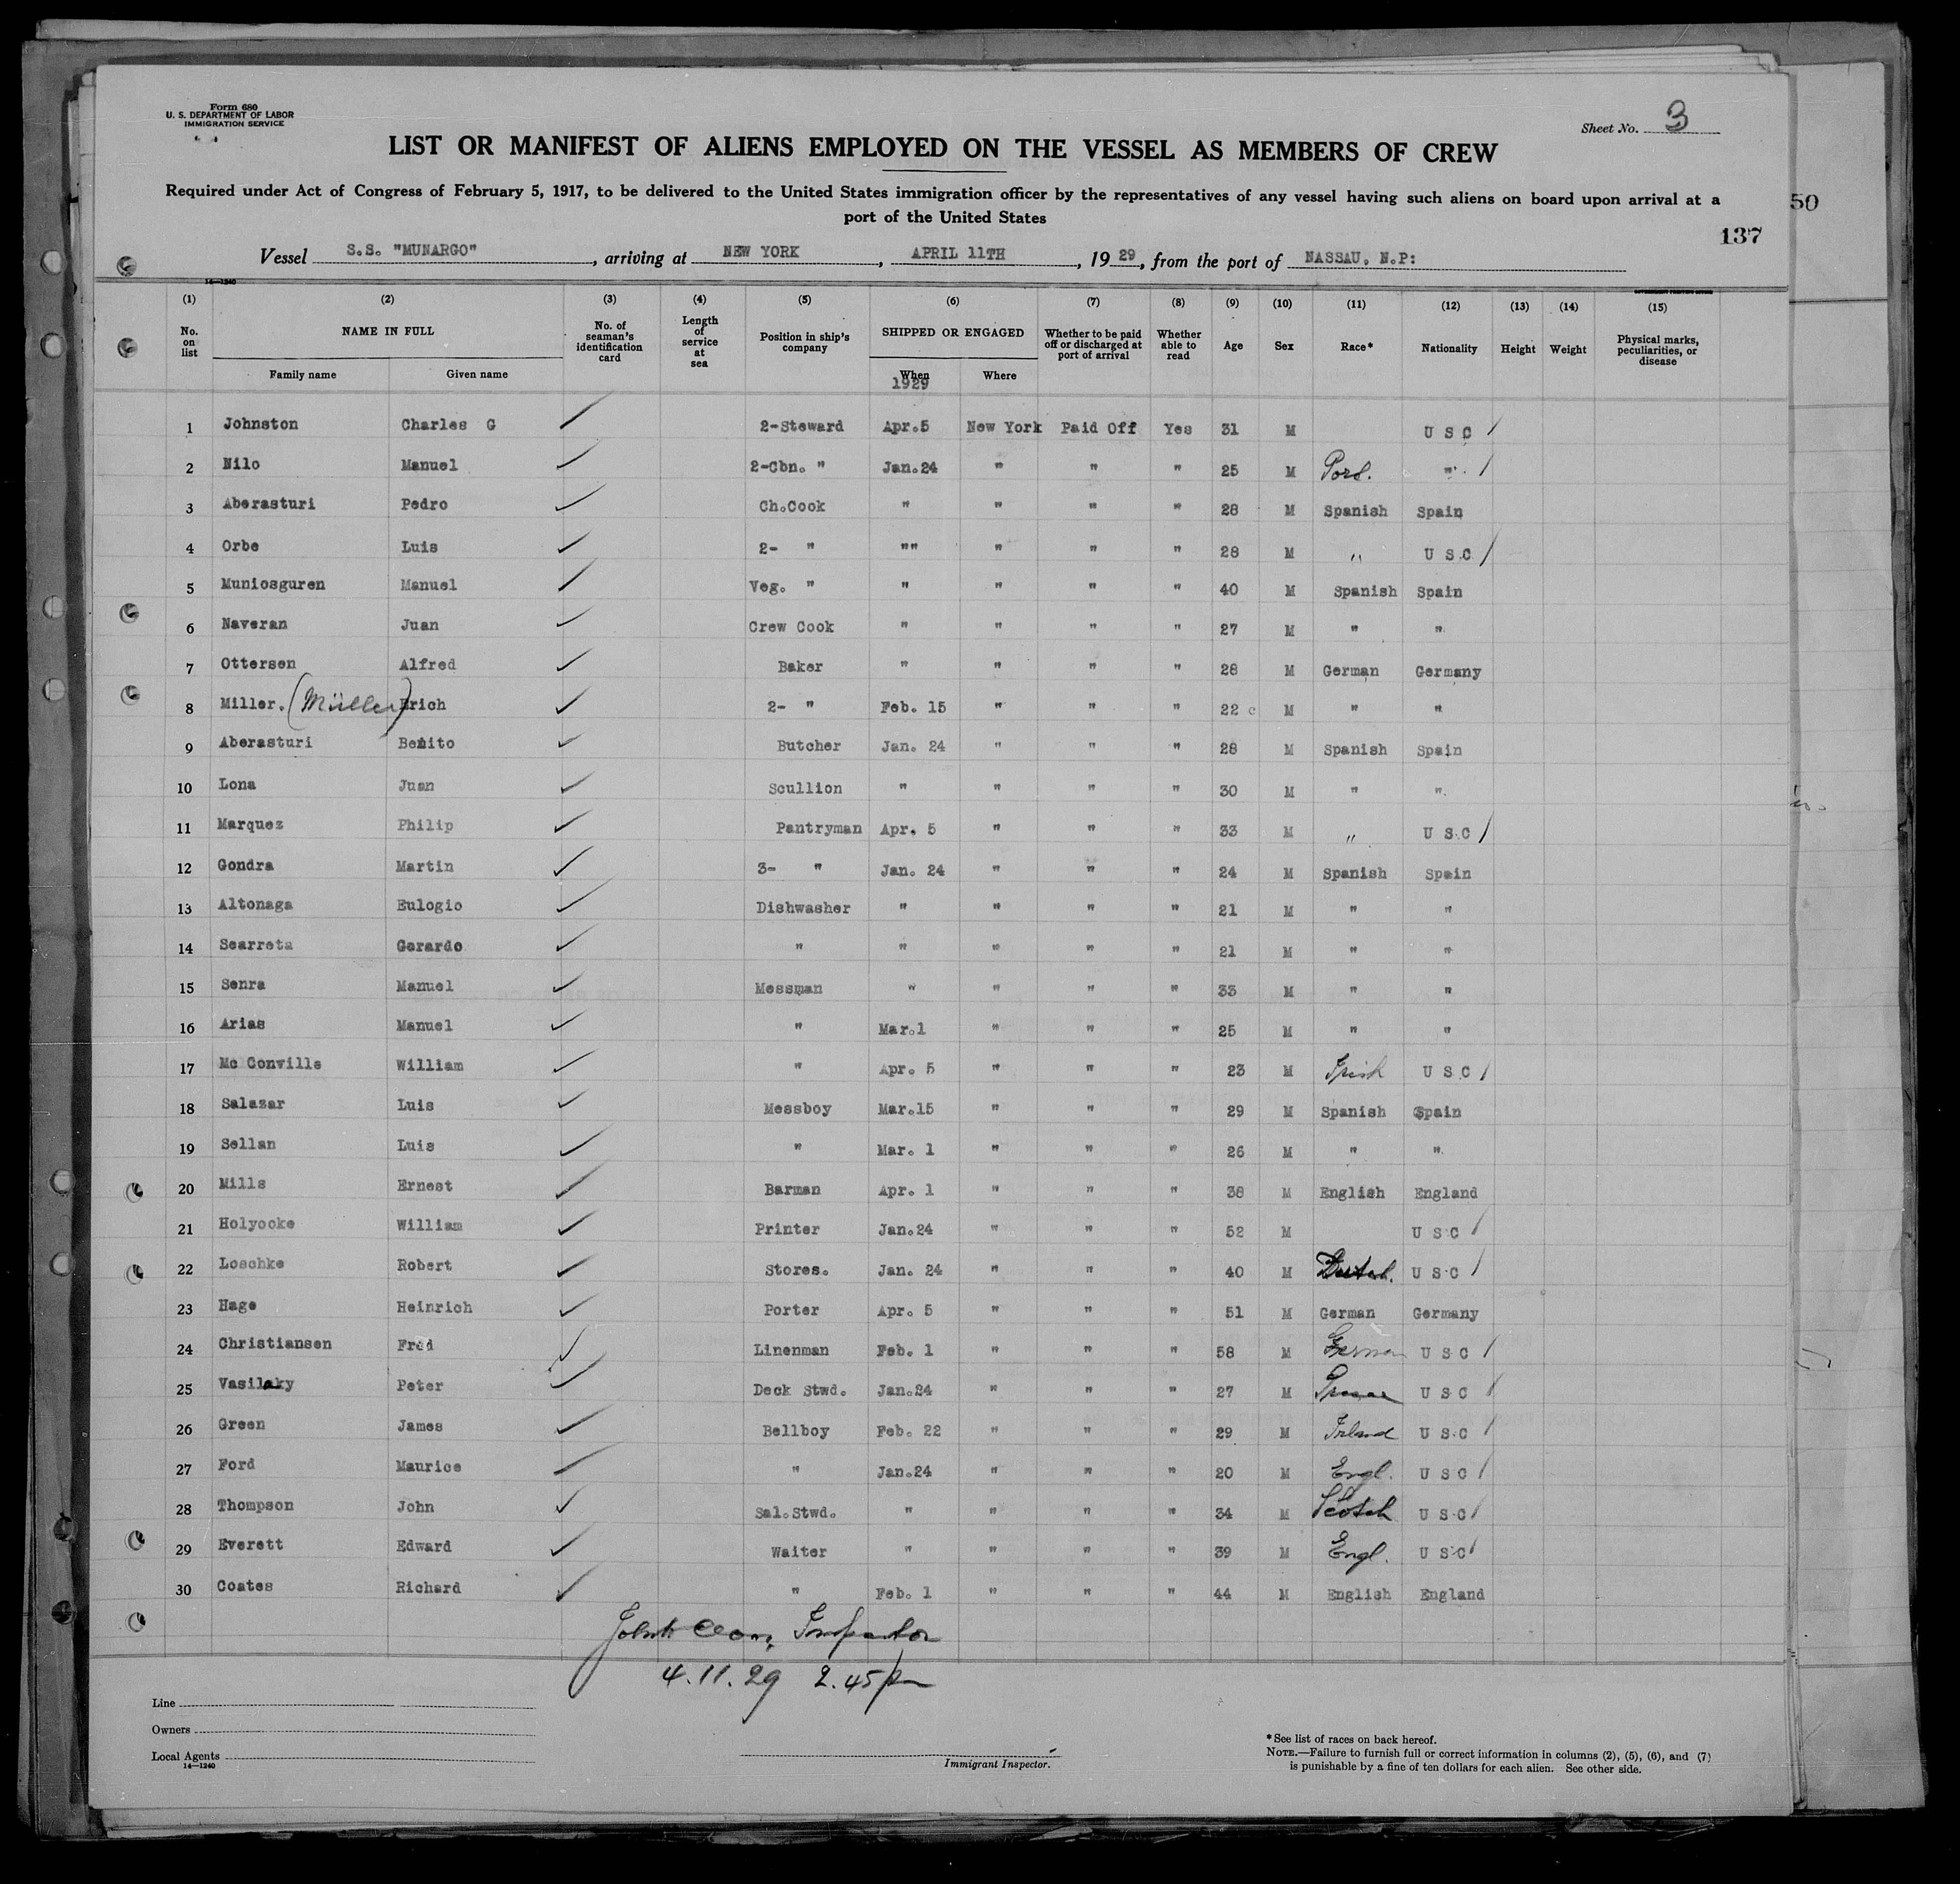 Form 680
U. S. DEPARTMENT OF LABOR
IMMIGRATION SERVICE
Sheet No. 3
LIST OR MANIFEST OF ALIENS EMPLOYED ON THE VESSEL AS MEMBERS OF CREW
Required under Act of Congress of February 5, 1917, to be delivered to the United States immigration officer by the representatives of any vessel having such aliens on board upon arrival at a
port of the United States
50
137
Vessel S.S. "MUNARGO", arriving at NEW YORK, APRIL 11TH, 1929, from the port of NASSAU, N.P:
14—1240
(1) (2) (3) (4) (5) (6) (7) (8) (9) (10) (11) (12) (13) (14) (15)
No. on list NAME IN FULL No. of seaman's identification card Length of service at sea Position in ship's company SHIPPED OR ENGAGED Whether to be paid off or discharged at port of arrival Whether able to read Age Sex Race* Nationality Height Weight Physical marks, peculiarities, or disease
Family name Given name When Where
1929
1 Johnston Charles G 2-Steward Apr.5 New York Paid Off Yes 31 M U S C
2 Nilo Manuel 2-Cbn. " Jan.24 " " " 25 M Port. "
3 Aberasturi Pedro Ch.Cook " " " " 28 M Spanish Spain
4 Orbe Luis 2- " "" " " " 28 M " U S C
5 Muniosguren Manuel Veg. " " " " " 40 M Spanish Spain
6 Naveran Juan Crew Cook " " " " 27 M " "
7 Ottersen Alfred Baker " " " " 28 M German Germany
8 Miller. (Müller) Erich 2- " Feb. 15 " " " 22 c M " "
9 Aberasturi Benito Butcher Jan. 24 " " " 28 M Spanish Spain
10 Lona Juan Scullion " " " " 30 M " "
11 Marquez Philip Pantryman Apr. 5 " " " 33 M " U S C
12 Gondra Martin 3- " Jan. 24 " " " 24 M Spanish Spain
13 Altonaga Eulogio Dishwasher " " " " 21 M " "
14 Searreta Gerardo " " " " " 21 M " "
15 Senra Manuel Messman " " " " 33 M " "
16 Arias Manuel " Mar.1 " " " 25 M " "
17 Mc Conville William " Apr. 5 " " " 23 M Irish U S C
18 Salazar Luis Messboy Mar.15 " " " 29 M Spanish Spain
19 Sellan Luis " Mar. 1 " " " 26 M " "
20 Mills Ernest Barman Apr. 1 " " " 38 M English England
21 Holyocke William Printer Jan.24 " " " 52 M U S C
22 Loschke Robert Stores. Jan. 24 " " " 40 M U S C
23 Hage Heinrich Porter Apr. 5 " " " 51 M German Germany
24 Christiansen Fred Linenman Feb. 1 " " " 58 M German U S C
25 Vasilaky Peter Deck Stwd. Jan.24 " " " 27 M U S C
26 Green James Bellboy Feb. 22 " " " 29 M Irland U S C
27 Ford Maurice " Jan.24 " " " 20 M Engl. U S C
28 Thompson John Sal.Stwd. " " " " 34 M Scotch U S C
29 Everett Edward Waiter " " " " 39 M Engl. U S C
30 Coates Richard " Feb. 1 " " " 44 M English England
Inspector
4.11.29 2.45 pm
Line
Owners
Local Agents
14—1240
Immigrant Inspector.
* See list of races on back hereof.
NOTE.—Failure to furnish full or correct information in columns (2), (5), (6), and (7)
is punishable by a fine of ten dollars for each alien. See other side.